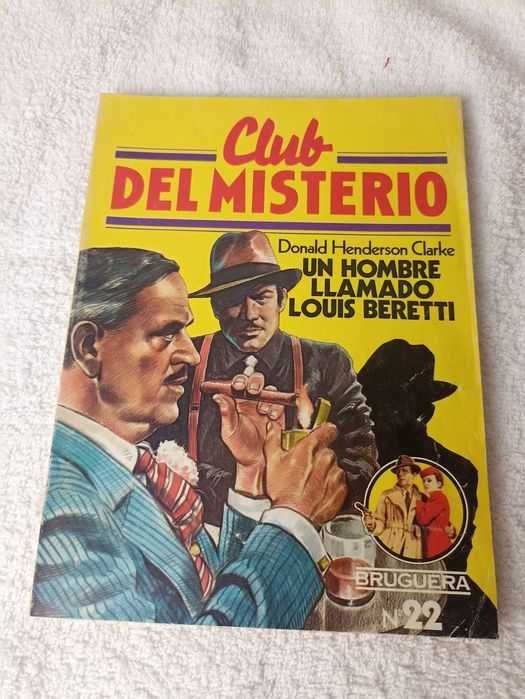 Club
DEL MISTERIO
Donald Henderson Clarke
UN HOMBRE
LLAMADO
LOUIS BERETTI
BRUGUERA
Nº22